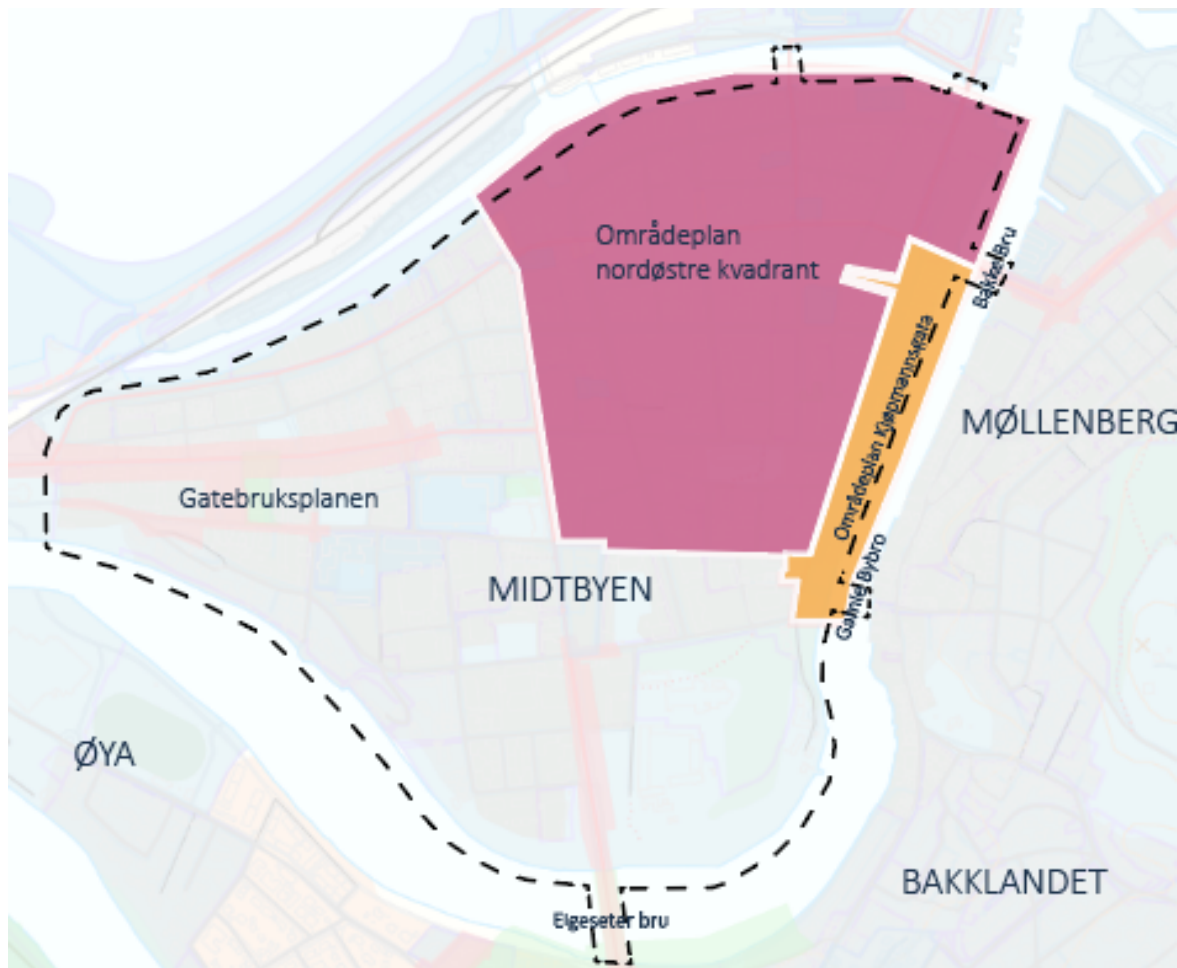 Områdeplan
nordøstre kvadrant
Bakke Bru
Områdeplan Kjøpmannsgata
MØLLENBERG
Gatebruksplanen
MIDTBYEN
Gamle Bybro
ØYA
BAKKLANDET
Elgeseter bru